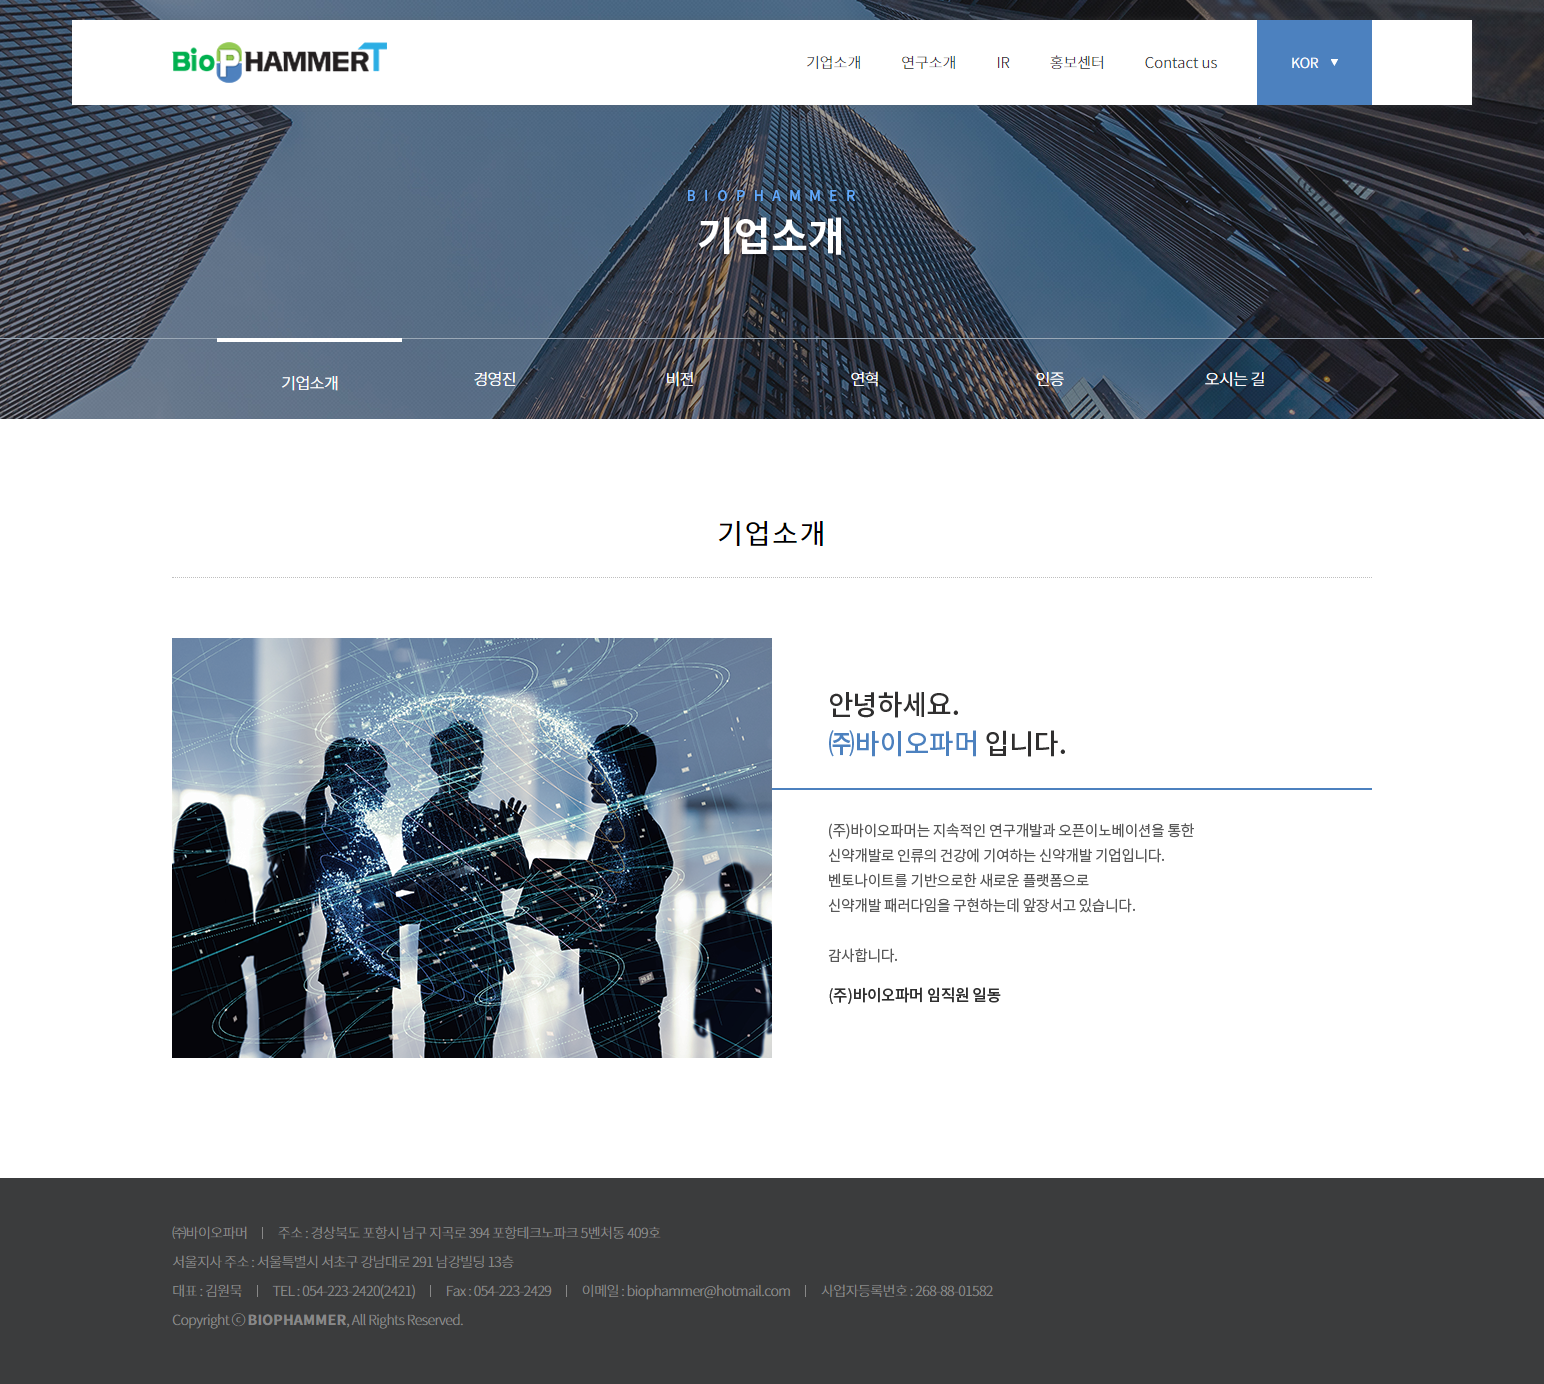 BioPHAMMERT
기업소개
연구소개
IR
홍보센터
Contact us
KOR ▼
BIOPHAMMER
기업소개
기업소개
경영진
비전
연혁
인증
오시는 길
기업소개
안녕하세요.
㈜바이오파머 입니다.
(주)바이오파머는 지속적인 연구개발과 오픈이노베이션을 통한
신약개발로 인류의 건강에 기여하는 신약개발 기업입니다.
벤토나이트를 기반으로한 새로운 플랫폼으로
신약개발 패러다임을 구현하는데 앞장서고 있습니다.
감사합니다.
(주)바이오파머 임직원 일동
㈜바이오파머 | 주소 : 경상북도 포항시 남구 지곡로 394 포항테크노파크 5벤처동 409호
서울지사 주소 : 서울특별시 서초구 강남대로 291 남강빌딩 13층
대표 : 김원묵 | TEL : 054-223-2420(2421) | Fax : 054-223-2429 | 이메일 : biophammer@hotmail.com | 사업자등록번호 : 268-88-01582
Copyright ⓒ BIOPHAMMER, All Rights Reserved.